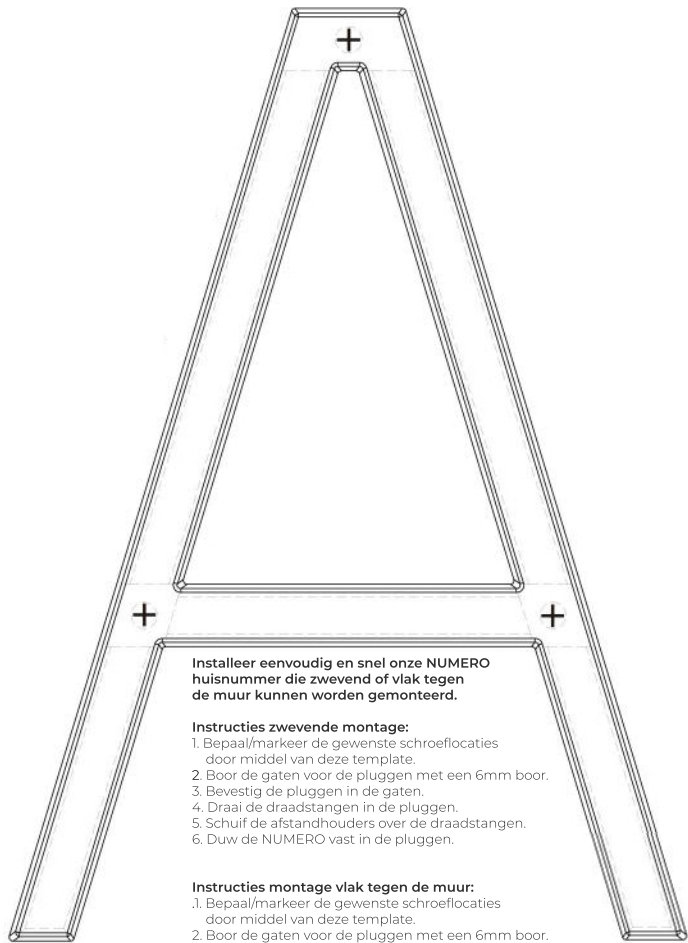 Installeer eenvoudig en snel onze NUMERO
huisnummer die zwevend of vlak tegen
de muur kunnen worden gemonteerd.
Instructies zwevende montage:
1. Bepaal/markeer de gewenste schroeflocaties
door middel van deze template.
2. Boor de gaten voor de pluggen met een 6mm boor.
3. Bevestig de pluggen in de gaten.
4. Draai de draadstangen in de pluggen.
5. Schuif de afstandhouders over de draadstangen.
6. Duw de NUMERO vast in de pluggen.
Instructies montage vlak tegen de muur:
.1. Bepaal/markeer de gewenste schroeflocaties
door middel van deze template.
2. Boor de gaten voor de pluggen met een 6mm boor.